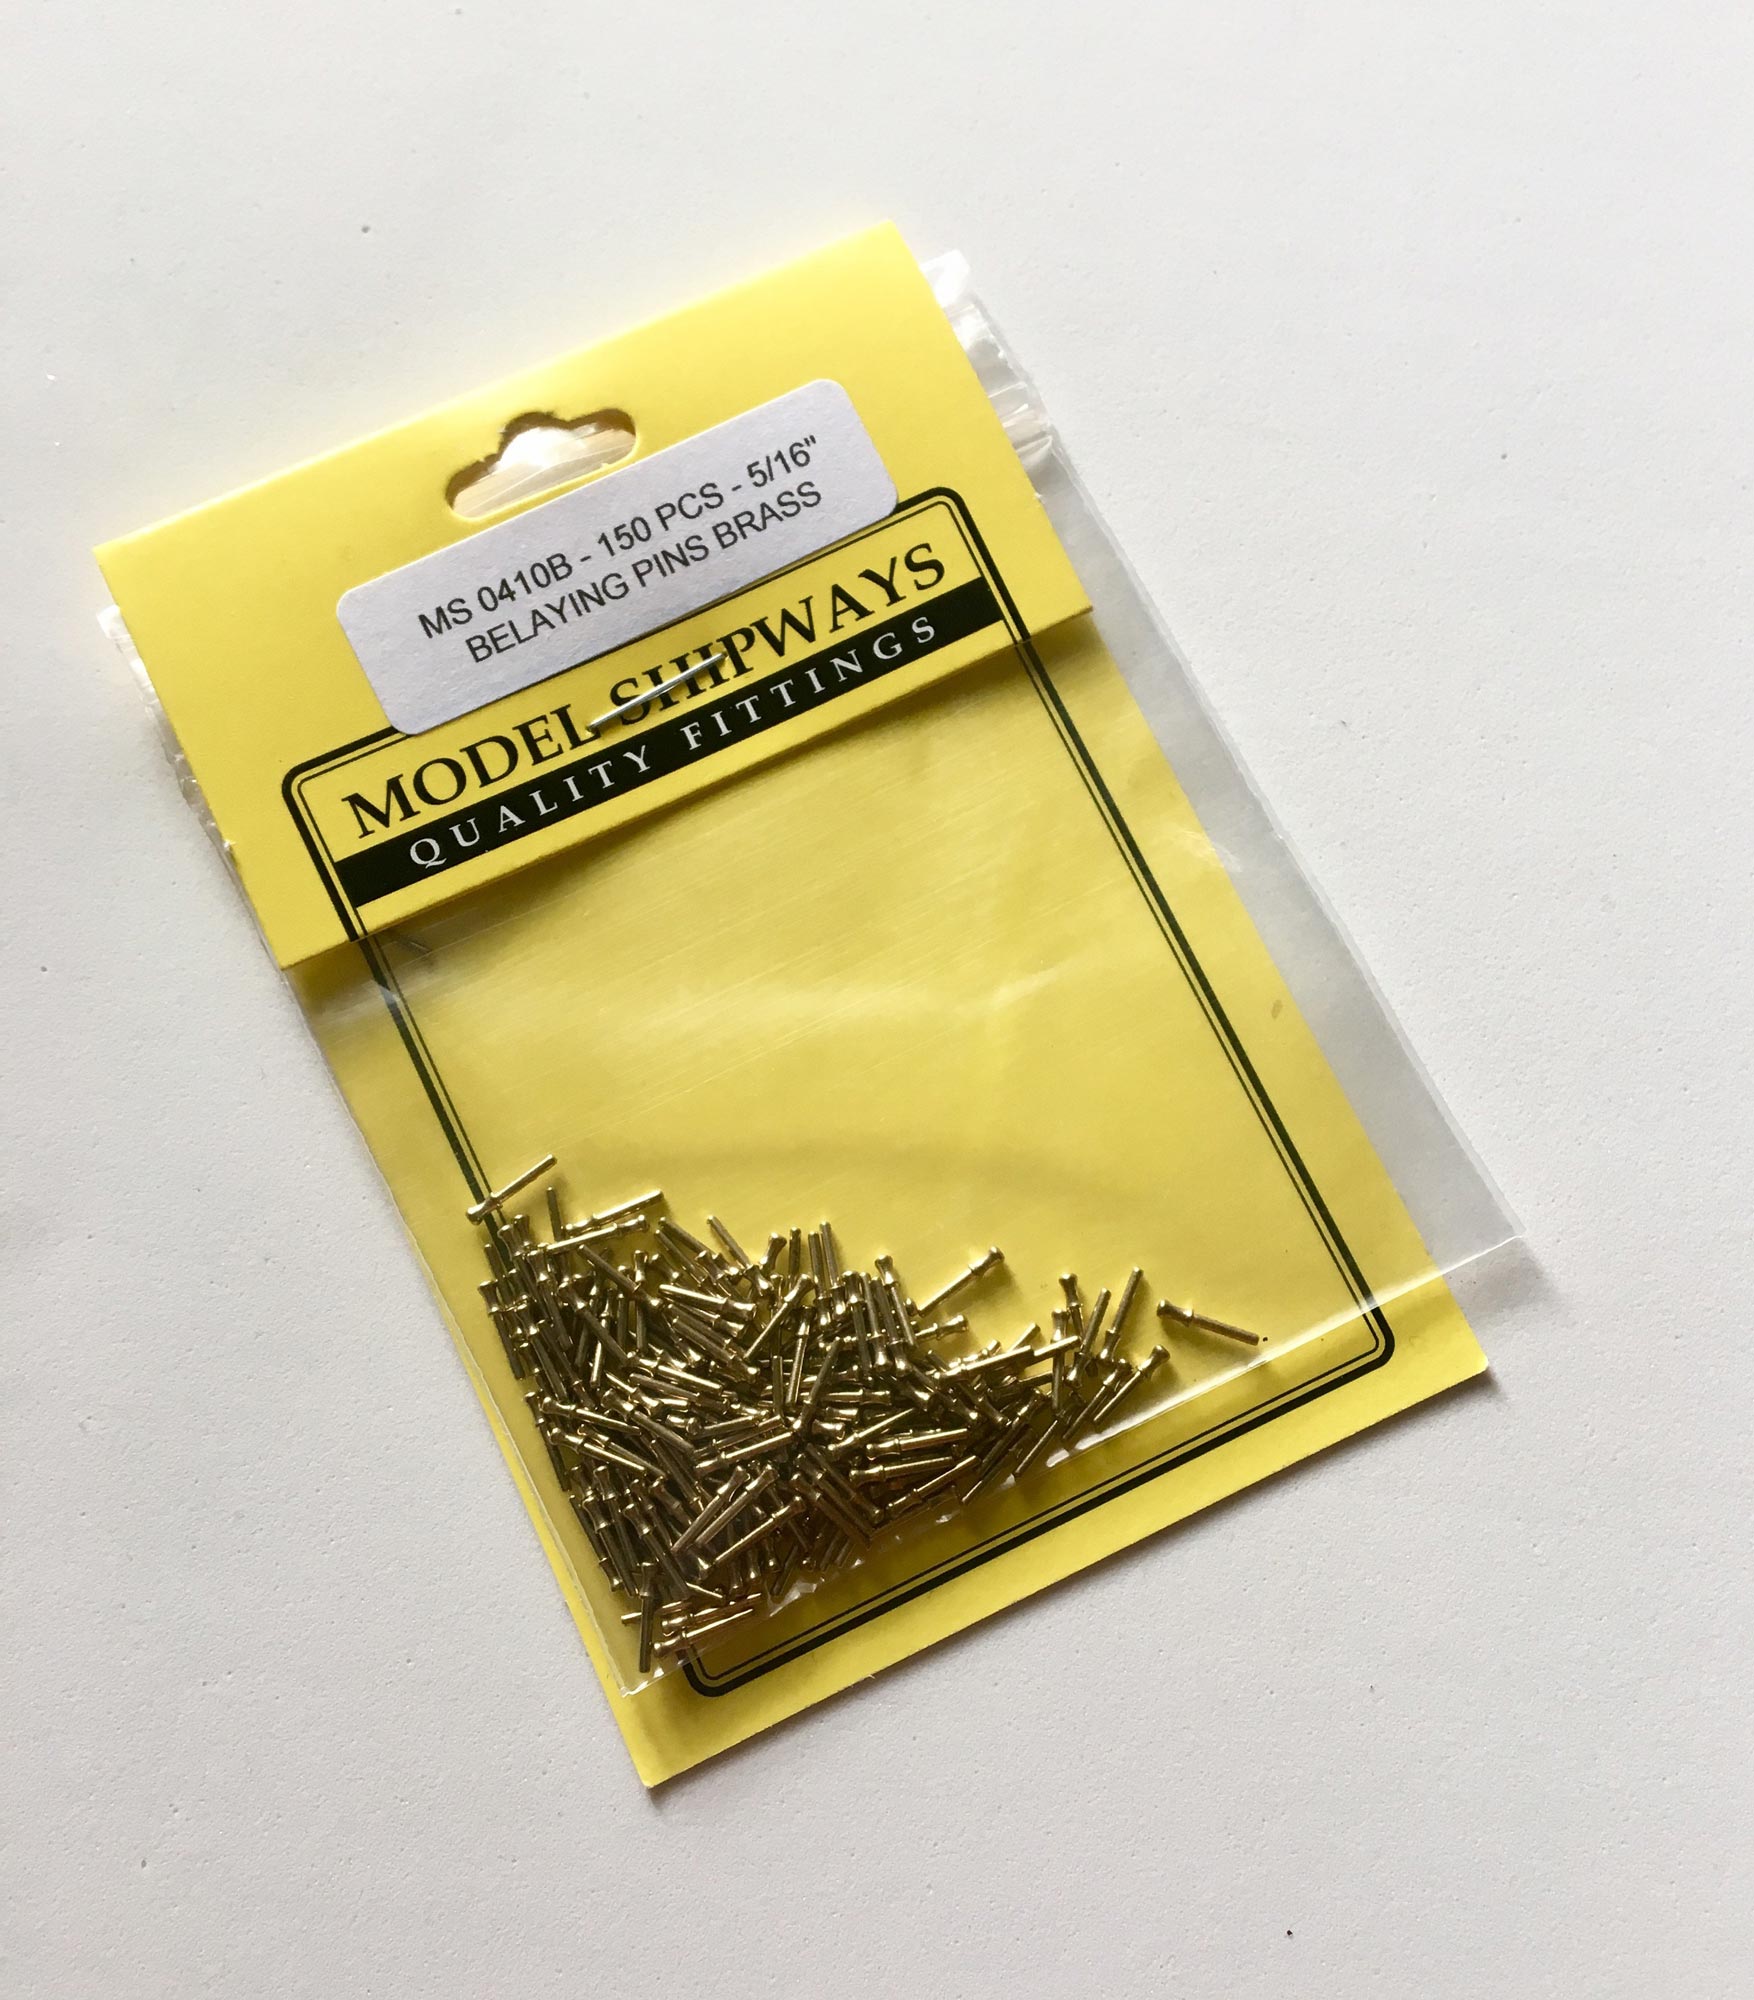 MS 0410B - 150 PCS - 5/16"
BELAYING PINS BRASS
MODEL SHIPWAYS
QUALITY FITTINGS